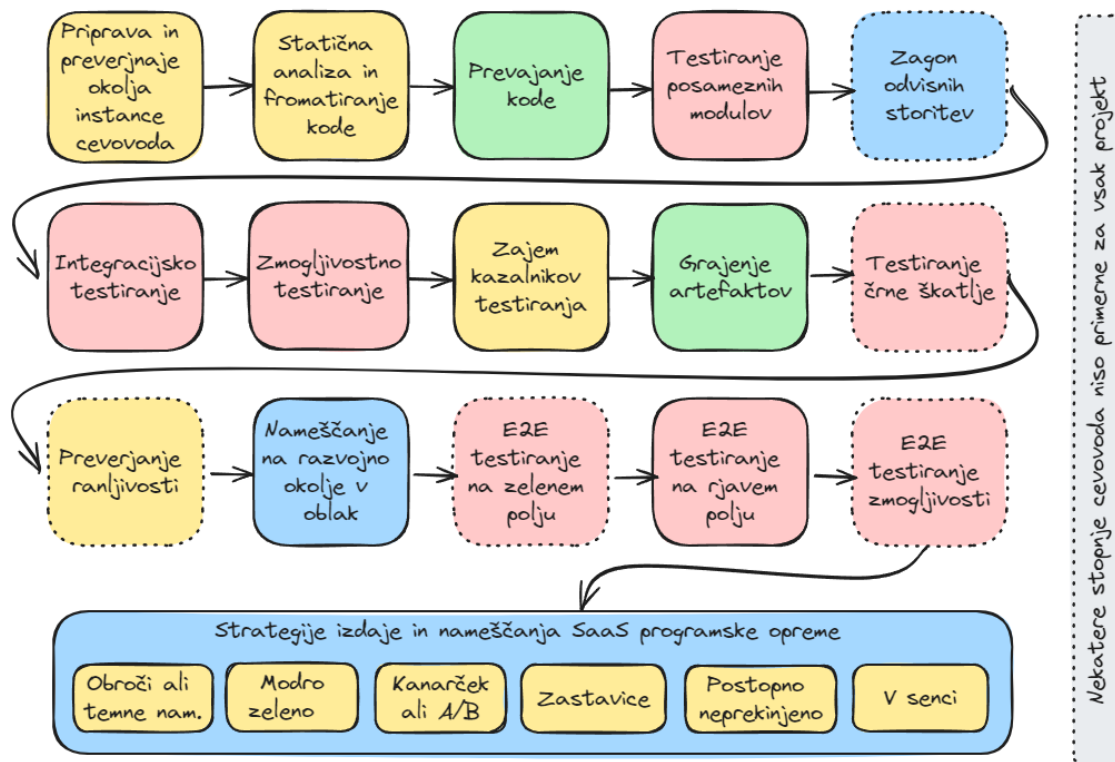 Priprava in
preverjnaje
okolja
instance
cevovoda
Statična
analiza in
fromatiranje
kode
Prevajanje
kode
Testiranje
posameznih
modulov
Zagon
odvisnih
storitev
Integracijsko
testiranje
Zmogljivostno
testiranje
Zajem
kazalnikov
testiranja
Grajenje
artefaktov
Testiranje
črne škatlje
Preverjanje
ranljivosti
Nameščanje
na razvojno
okolje v
oblak
E2E
testiranje
na zelenem
polju
E2E
testiranje
na rjavem
polju
E2E
testiranje
zmogljivosti
Strategije izdaje in nameščanja SaaS programske opreme
Obroči ali
temne nam.
Modro
zeleno
Kanarček
ali A/B
Zastavice
Postopno
neprekinjeno
V senci
Nekatere stopnje cevovoda niso primerne za vsak projekt